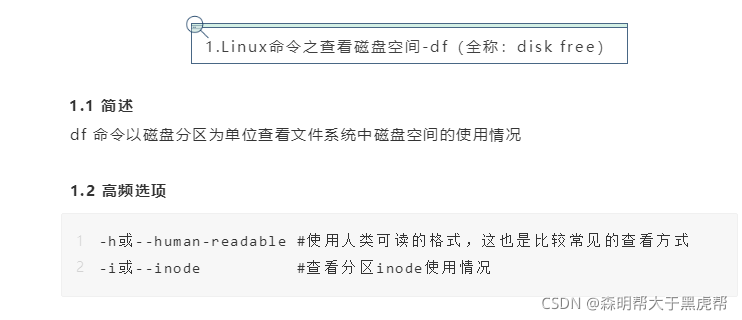 1.Linux命令之查看磁盘空间-df（全称：disk free）
1.1 简述
df 命令以磁盘分区为单位查看文件系统中磁盘空间的使用情况
1.2 高频选项
1 -h或--human-readable #使用人类可读的格式，这也是比较常见的查看方式
2 -i或--inode #查看分区inode使用情况
CSDN @森明帮大于黑虎帮